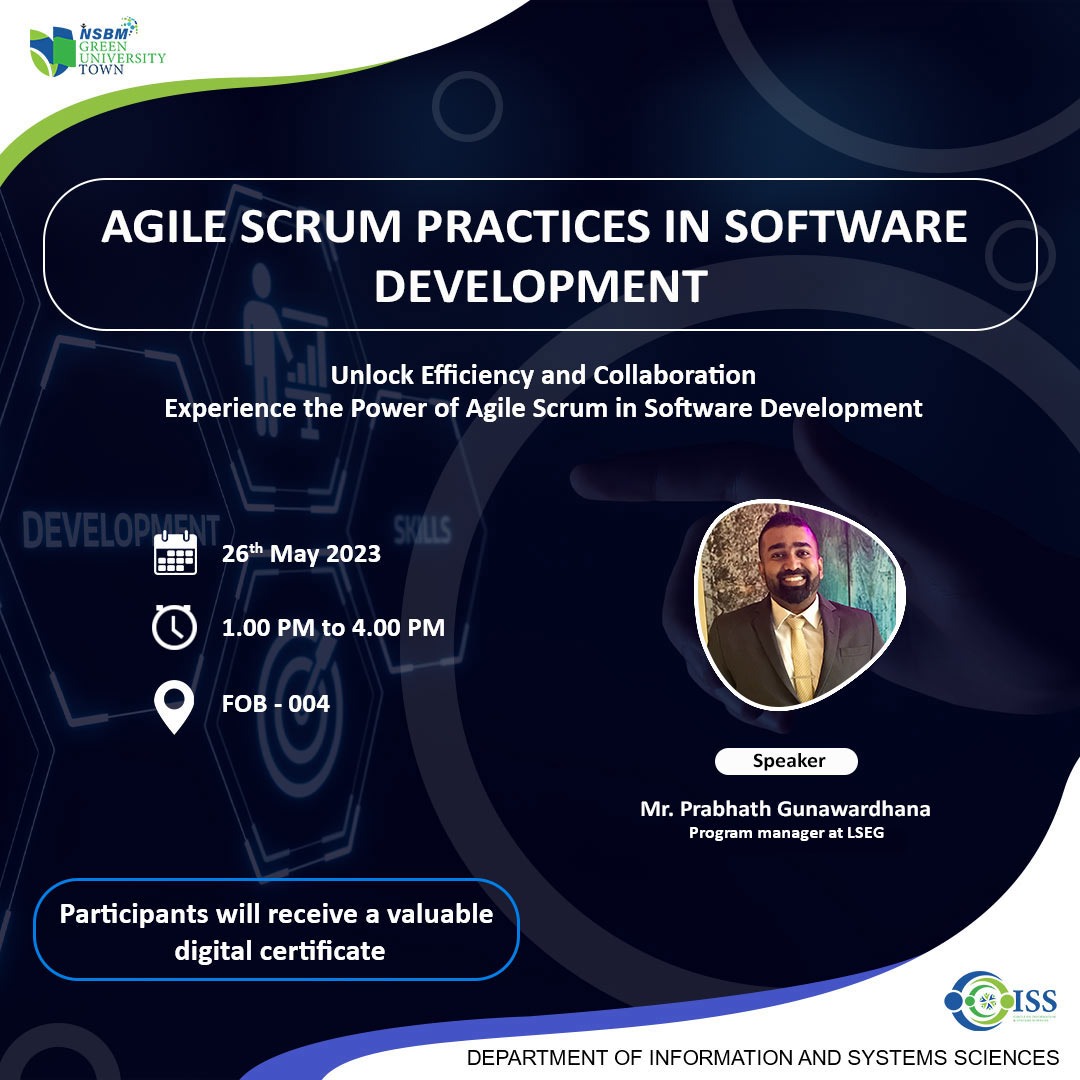 NSBM
GREEN
UNIVERSITY
TOWN
AGILE SCRUM PRACTICES IN SOFTWARE
DEVELOPMENT
Unlock Efficiency and Collaboration
Experience the Power of Agile Scrum in Software Development
DEVELOPMENT
SKILLS
26th May 2023
1.00 PM to 4.00 PM
FOB - 004
Speaker
Mr. Prabhath Gunawardhana
Program manager at LSEG
Participants will receive a valuable
digital certificate
ISS
DEPARTMENT OF INFORMATION AND SYSTEMS SCIENCES